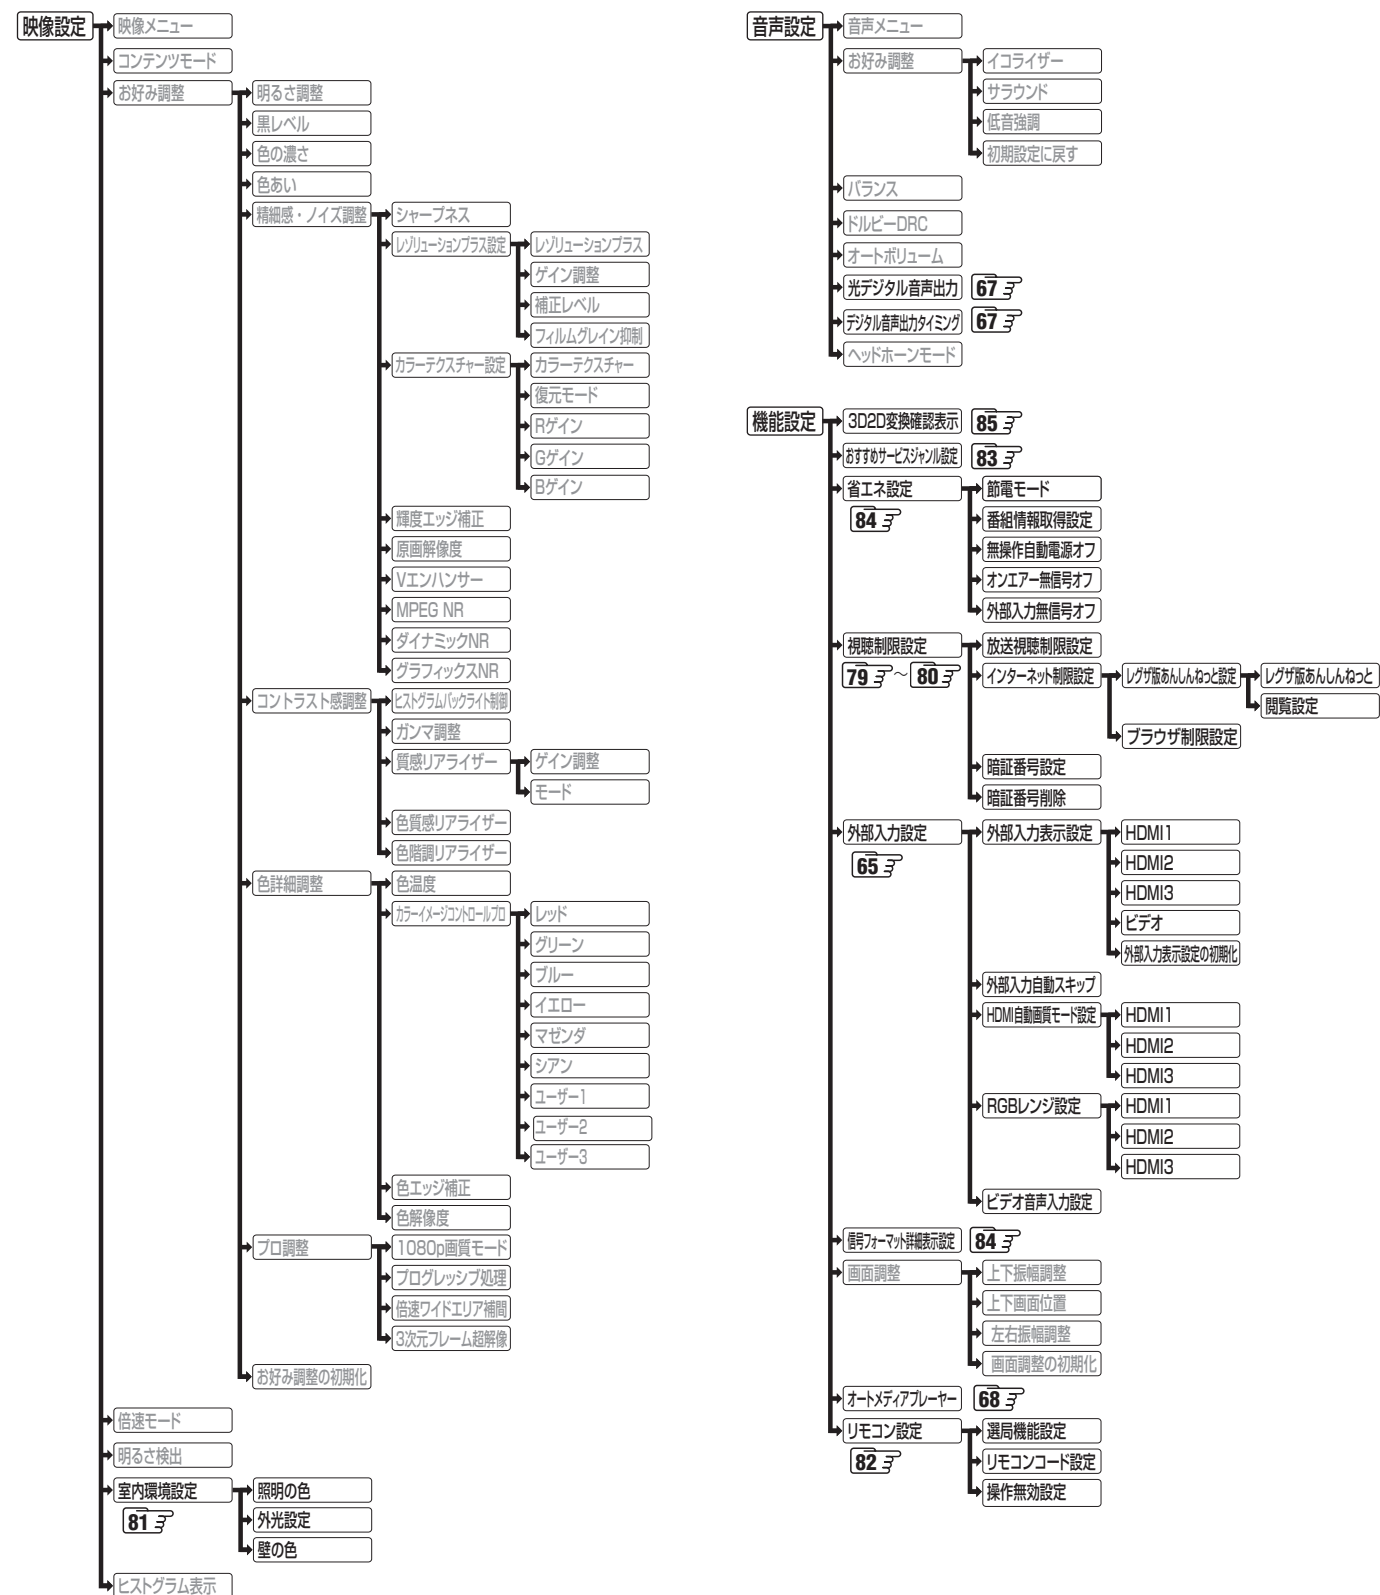 映像設定
映像メニュー
コンテンツモード
お好み調整
明るさ調整
黒レベル
色の濃さ
色あい
精細感・ノイズ調整
シャープネス
レゾリューションプラス設定
レゾリューションプラス
ゲイン調整
補正レベル
フィルムグレイン抑制
カラーテクスチャー設定
カラーテクスチャー
復元モード
Rゲイン
Gゲイン
Bゲイン
輝度エッジ補正
原画解像度
Vエンハンサー
MPEG NR
ダイナミックNR
グラフィックスNR
コントラスト感調整
ヒストグラムバックライト制御
ガンマ調整
質感リアライザー
ゲイン調整
モード
色質感リアライザー
色階調リアライザー
色詳細調整
色温度
カラーイメージコントロールプロ
レッド
グリーン
ブルー
イエロー
マゼンダ
シアン
ユーザー1
ユーザー2
ユーザー3
色エッジ補正
色解像度
プロ調整
1080p画質モード
プログレッシブ処理
倍速ワイドエリア補間
3次元フレーム超解像
お好み調整の初期化
倍速モード
明るさ検出
室内環境設定
81
照明の色
外光設定
壁の色
ヒストグラム表示
音声設定
音声メニュー
お好み調整
イコライザー
サラウンド
低音強調
初期設定に戻す
バランス
ドルビーDRC
オートボリューム
光デジタル音声出力 67
デジタル音声出力タイミング 67
ヘッドホーンモード
機能設定
3D2D変換確認表示 85
おすすめサービスジャンル設定 83
省エネ設定
84
節電モード
番組情報取得設定
無操作自動電源オフ
オンエアー無信号オフ
外部入力無信号オフ
視聴制限設定
79 ～ 80
放送視聴制限設定
インターネット制限設定
レグザ版あんしんねっと設定
レグザ版あんしんねっと
閲覧設定
ブラウザ制限設定
暗証番号設定
暗証番号削除
外部入力設定
65
外部入力表示設定
HDMI1
HDMI2
HDMI3
ビデオ
外部入力表示設定の初期化
外部入力自動スキップ
HDMI自動画質モード設定
HDMI1
HDMI2
HDMI3
RGBレンジ設定
HDMI1
HDMI2
HDMI3
ビデオ音声入力設定
信号フォーマット詳細表示設定 84
画面調整
上下振幅調整
上下画面位置
左右振幅調整
画面調整の初期化
オートメディアプレーヤー 68
リモコン設定
82
選局機能設定
リモコンコード設定
操作無効設定